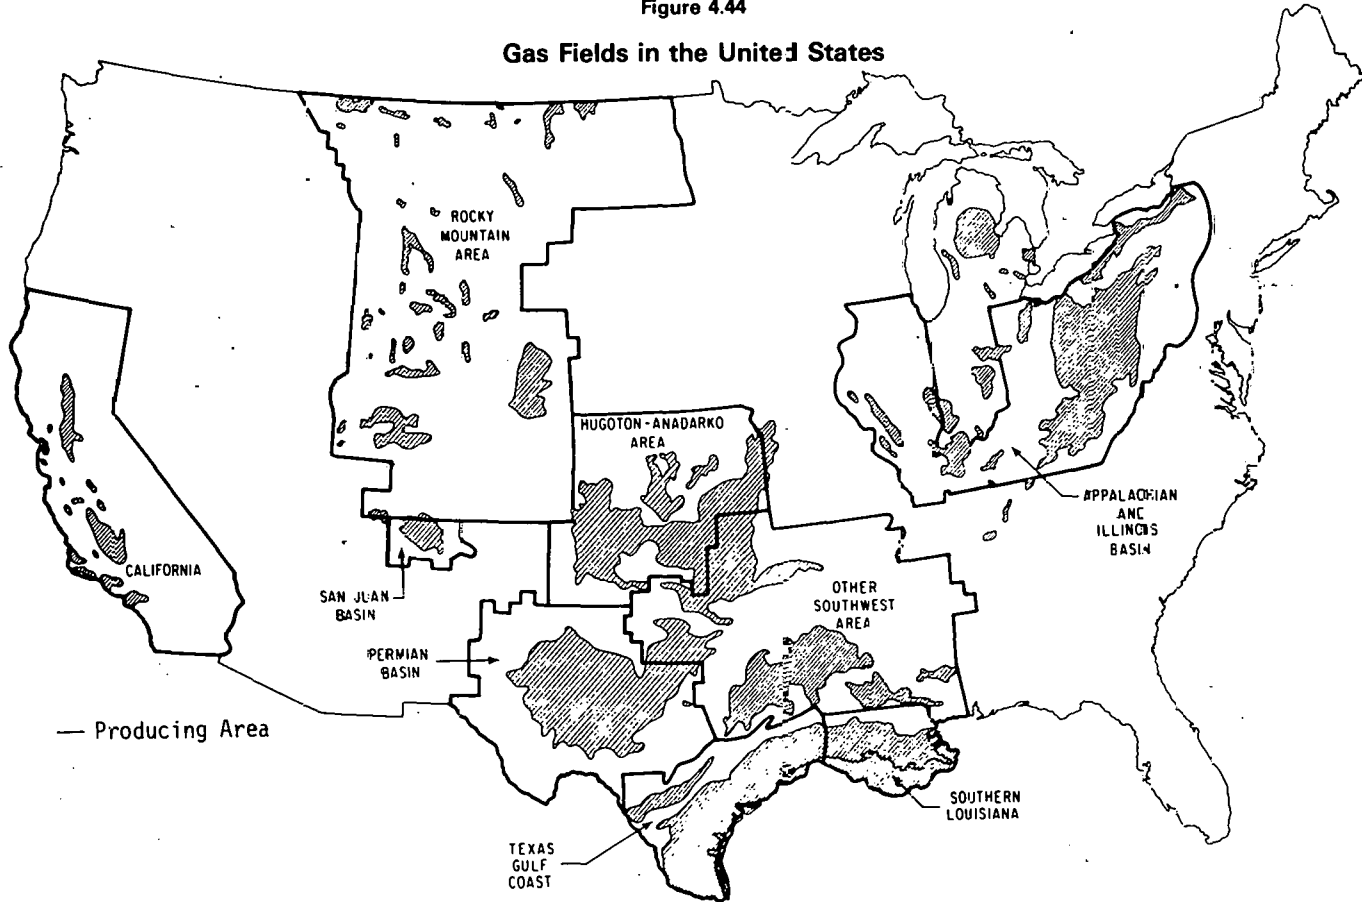 Figure 4.44
Gas Fields in the United States
ROCKY
MOUNTAIN
AREA
HUGOTON-ANADARKO
AREA
CALIFORNIA
SAN JUAN
BASIN
PERMIAN
BASIN
OTHER
SOUTHWEST
AREA
APPALACHIAN
AND
ILLINOIS
BASIN
— Producing Area
SOUTHERN
LOUISIANA
TEXAS
GULF
COAST